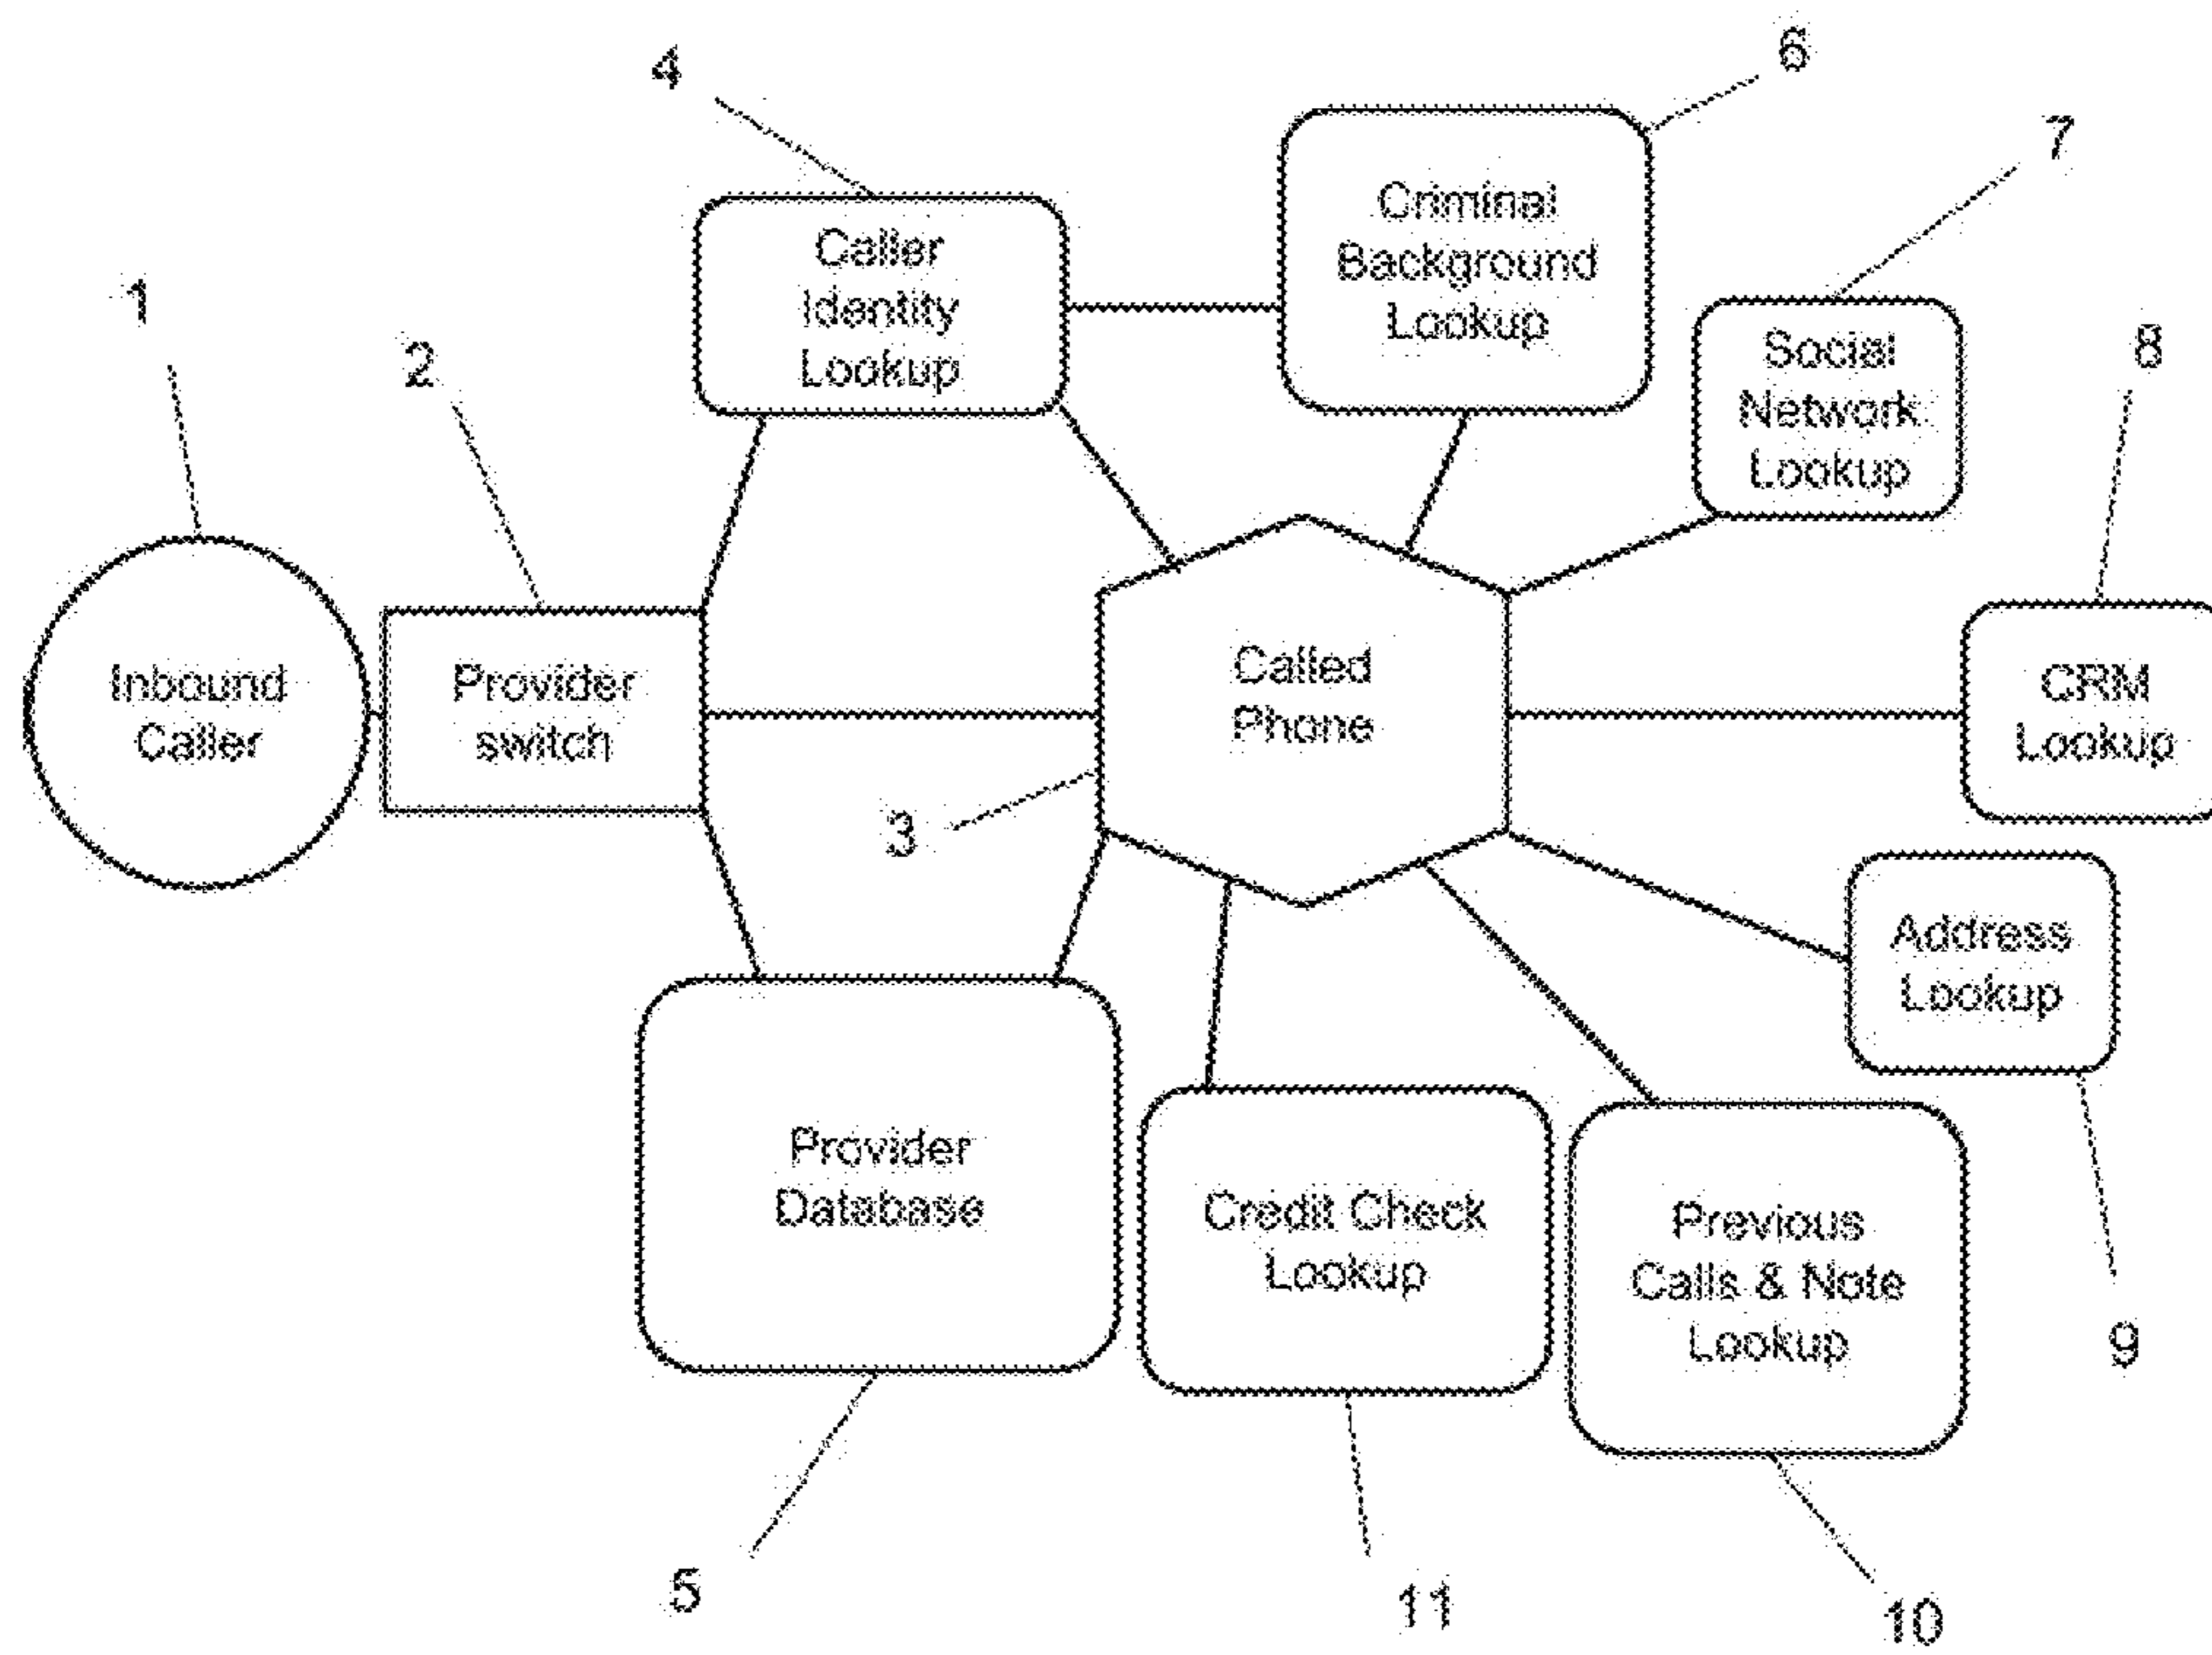 4
6
7
1
2
8
Caller
Identity
Lookup
Criminal
Background
Lookup
Social
Network
Lookup
Inbound
Caller
Provider
switch
Called
Phone
CRM
Lookup
3
Address
Lookup
Provider
Database
Credit Check
Lookup
Previous
Calls & Note
Lookup
9
5
11
10